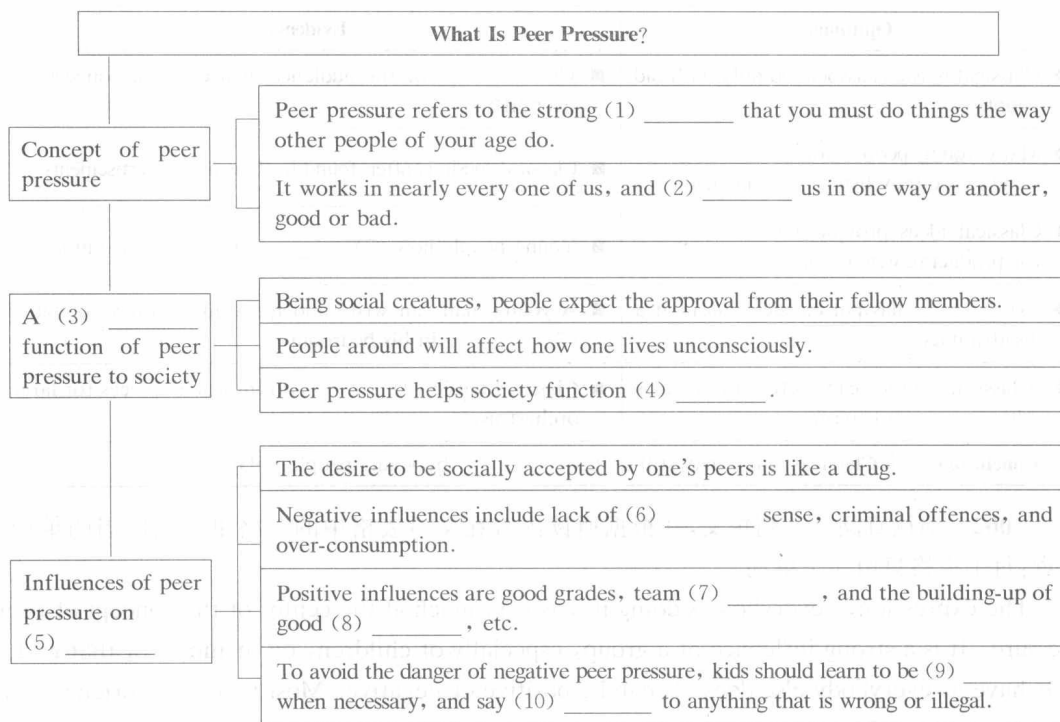 What Is Peer Pressure?
Concept of peer
pressure
Peer pressure refers to the strong (1) ________ that you must do things the way
other people of your age do.
It works in nearly every one of us, and (2) ________ us in one way or another,
good or bad.
A (3) ________
function of peer
pressure to society
Being social creatures, people expect the approval from their fellow members.
People around will affect how one lives unconsciously.
Peer pressure helps society function (4) ________ .
Influences of peer
pressure on
(5) ________
The desire to be socially accepted by one's peers is like a drug.
Negative influences include lack of (6) ________ sense, criminal offences, and
over-consumption.
Positive influences are good grades, team (7) ________ , and the building-up of
good (8) ________ , etc.
To avoid the danger of negative peer pressure, kids should learn to be (9) ________
when necessary, and say (10) ________ to anything that is wrong or illegal.